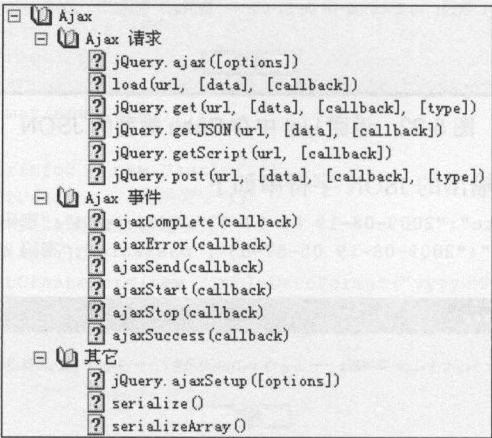 Ajax
Ajax 请求
jQuery.ajax([options])
load(url, [data], [callback])
jQuery.get(url, [data], [callback], [type])
jQuery.getJSON(url, [data], [callback])
jQuery.getScript(url, [callback])
jQuery.post(url, [data], [callback], [type])
Ajax 事件
ajaxComplete(callback)
ajaxError(callback)
ajaxSend(callback)
ajaxStart(callback)
ajaxStop(callback)
ajaxSuccess(callback)
其它
jQuery.ajaxSetup([options])
serialize()
serializeArray()